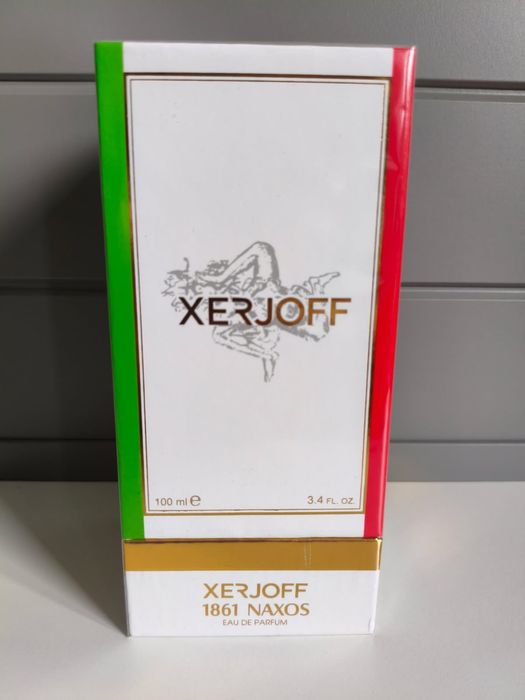 XERJOFF
100 ml e 3.4 FL. OZ.
XERJOFF
1861 NAXOS
EAU DE PARFUM